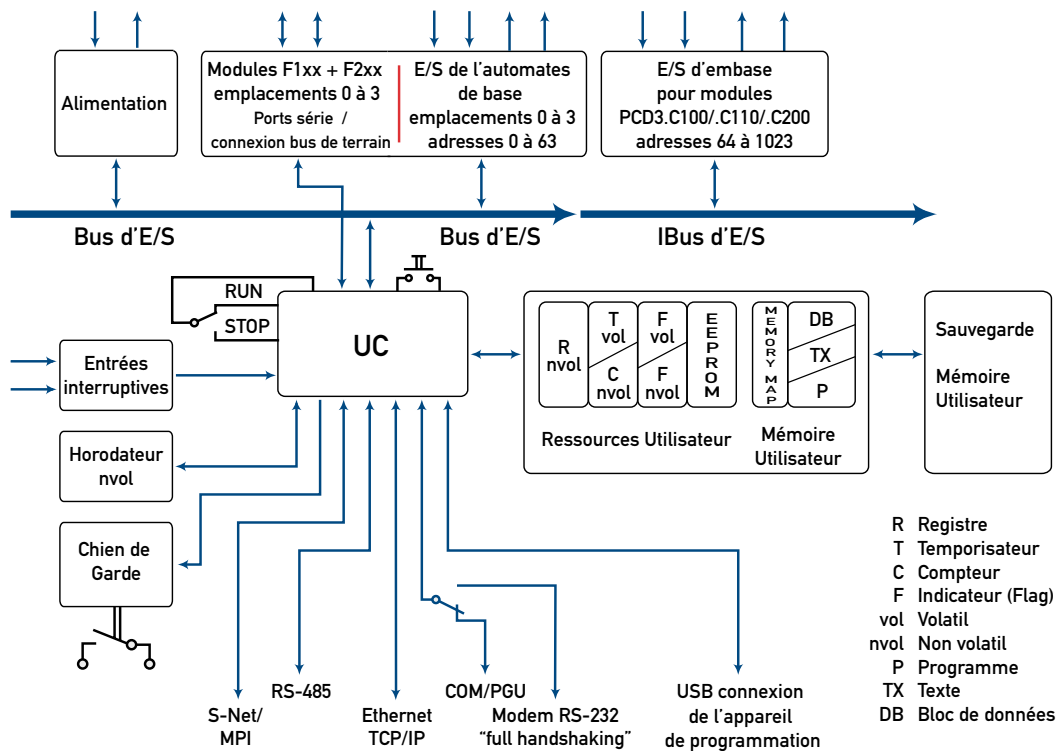 Alimentation
Modules F1xx + F2xx
emplacements 0 à 3
Ports série /
connexion bus de terrain
E/S de l'automates
de base
emplacements 0 à 3
adresses 0 à 63
E/S d'embase
pour modules
PCD3.C100/.C110/.C200
adresses 64 à 1023
Bus d'E/S
Bus d'E/S
IBus d'E/S
RUN
STOP
UC
Entrées
interruptives
Horodateur
nvol
Chien de
Garde
R
nvol
T
vol
C
nvol
F
vol
F
nvol
EEPROM
MEMORY MAP
DB
TX
P
Ressources Utilisateur
Mémoire
Utilisateur
Sauvegarde
Mémoire
Utilisateur
R Registre
T Temporisateur
C Compteur
F Indicateur (Flag)
vol Volatil
nvol Non volatil
P Programme
TX Texte
DB Bloc de données
S-Net/
MPI
RS-485
Ethernet
TCP/IP
COM/PGU
Modem RS-232
"full handshaking"
USB connexion
de l'appareil
de programmation